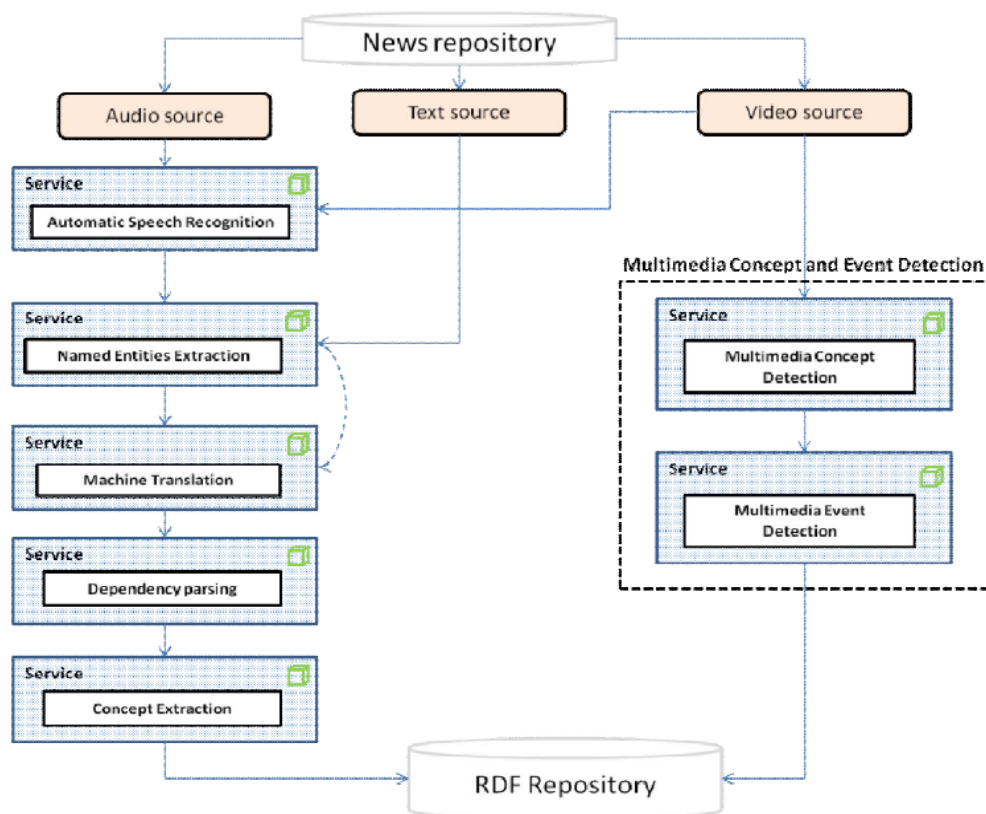 News repository
Audio source
Text source
Video source
Service
Automatic Speech Recognition
Service
Named Entities Extraction
Service
Machine Translation
Service
Dependency parsing
Service
Concept Extraction
Multimedia Concept and Event Detection
Service
Multimedia Concept
Detection
Service
Multimedia Event
Detection
RDF Repository